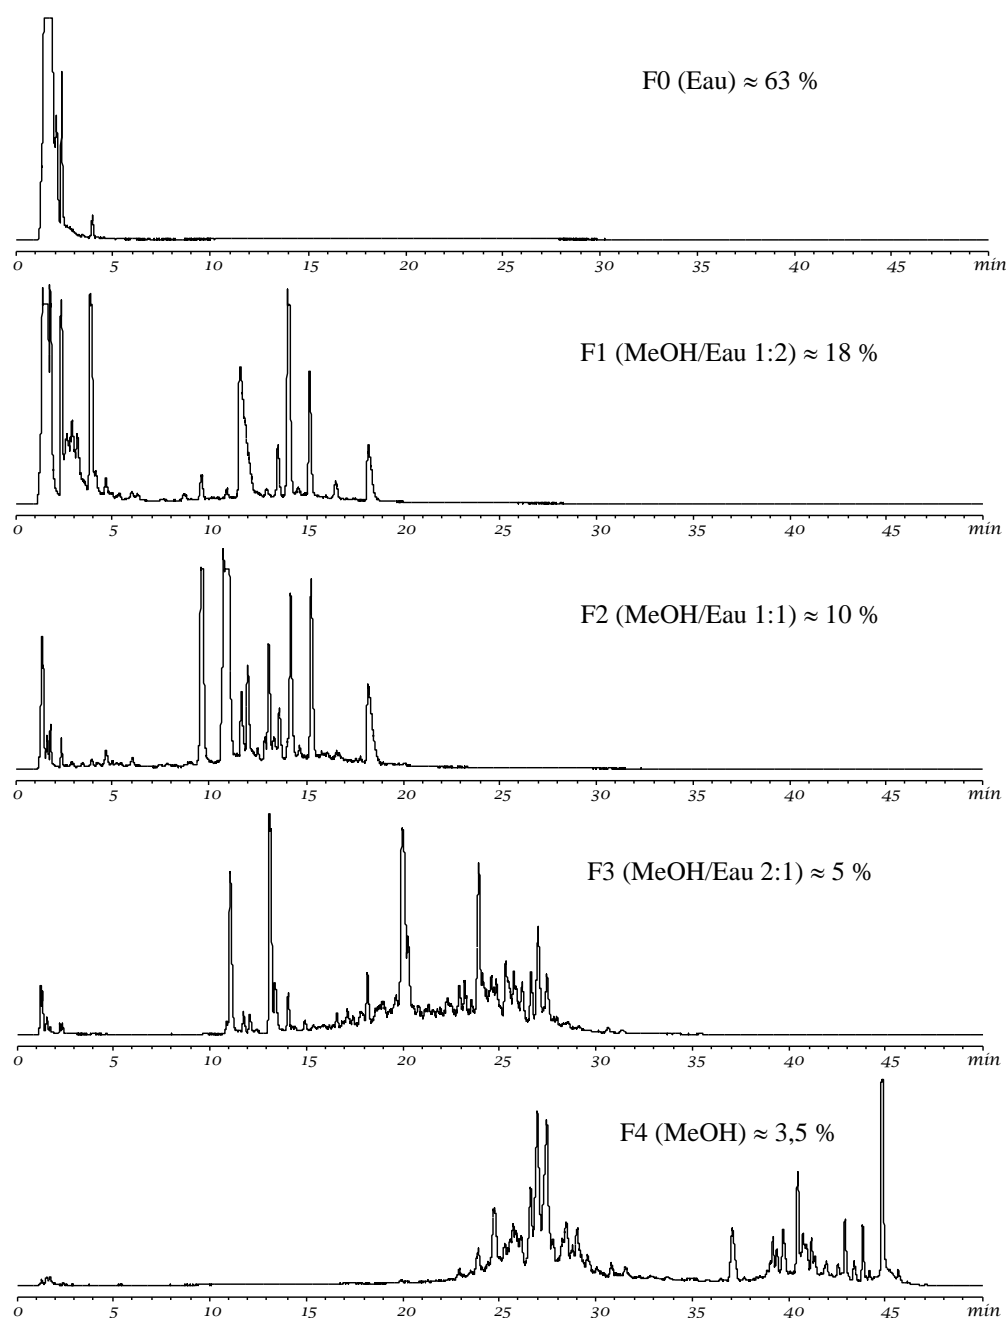 F0 (Eau) ≈ 63 %
0 5 10 15 20 25 30 35 40 45 min
F1 (MeOH/Eau 1:2) ≈ 18 %
0 5 10 15 20 25 30 35 40 45 min
F2 (MeOH/Eau 1:1) ≈ 10 %
0 5 10 15 20 25 30 35 40 45 min
F3 (MeOH/Eau 2:1) ≈ 5 %
0 5 10 15 20 25 30 35 40 45 min
F4 (MeOH) ≈ 3,5 %
0 5 10 15 20 25 30 35 40 45 min